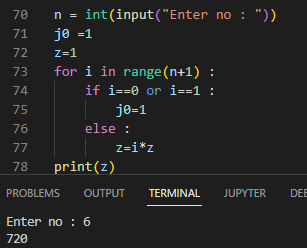 70 n = int(input("Enter no : "))
71 j0 =1
72 z=1
73 for i in range(n+1) :
74 if i==0 or i==1 :
75 j0=1
76 else :
77 z=i*z
78 print(z)
PROBLEMS OUTPUT TERMINAL JUPYTER DE
Enter no : 6
720